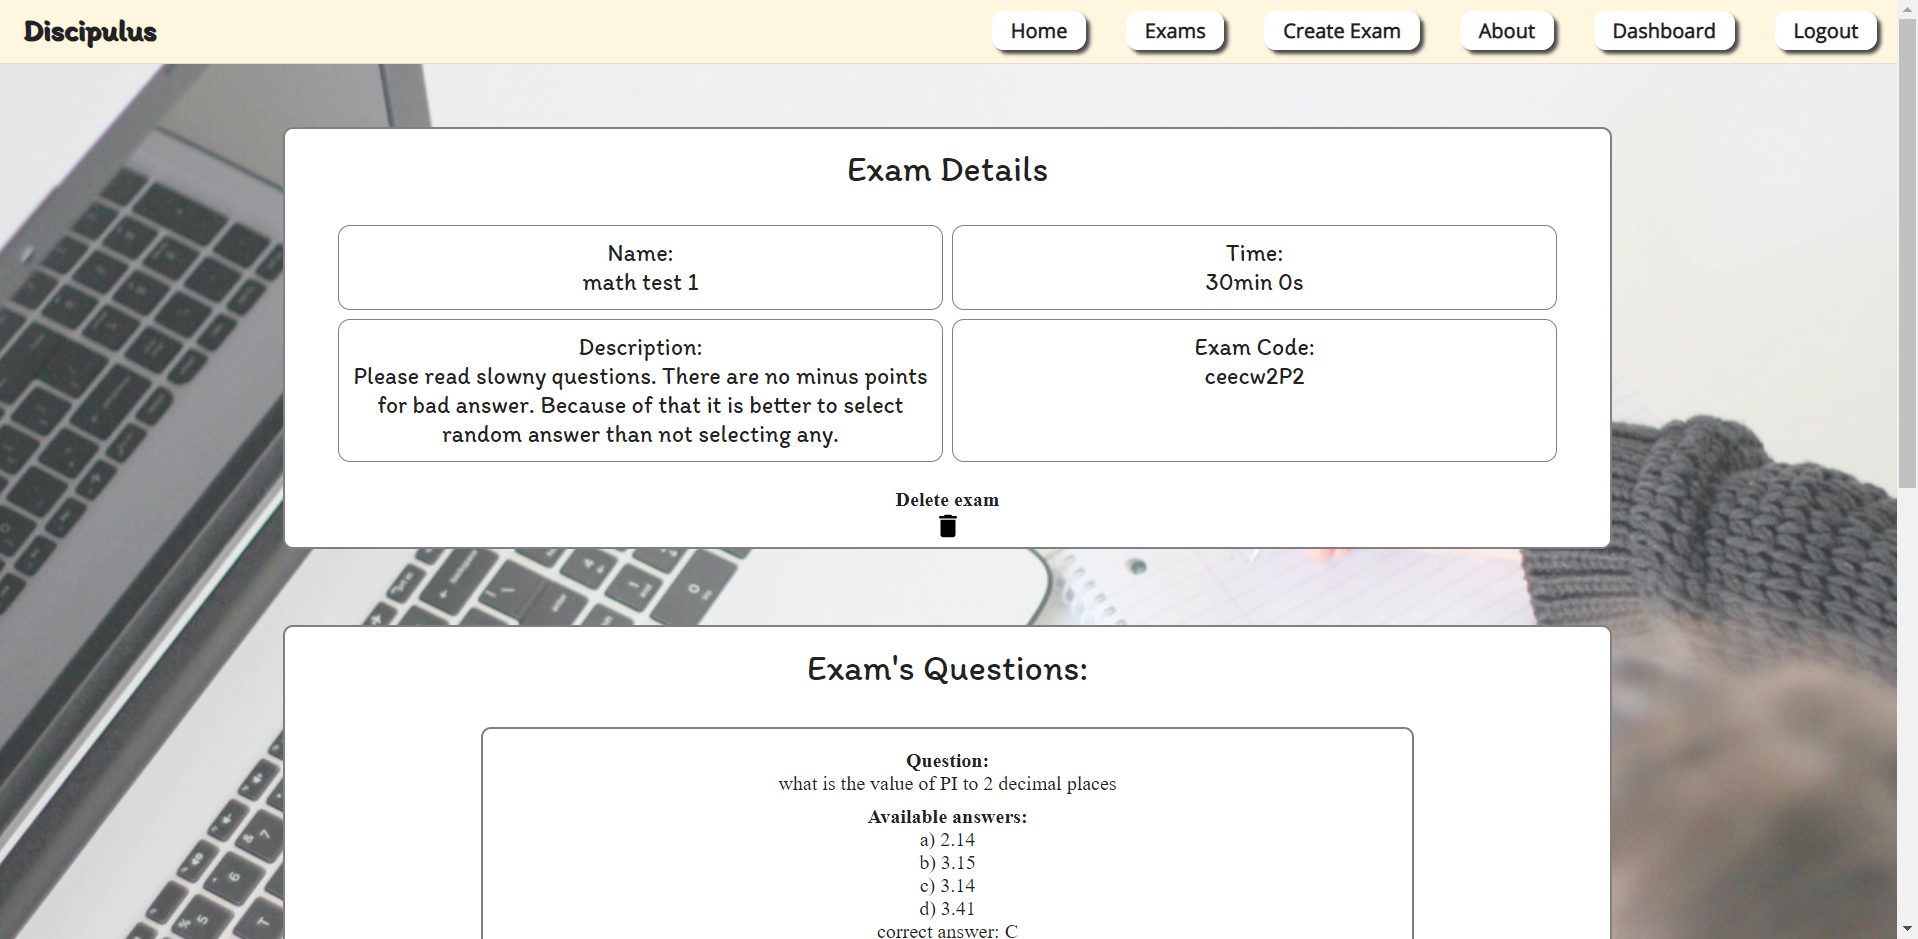 Discipulus
Home
Exams
Create Exam
About
Dashboard
Logout
Exam Details
Name:
math test 1
Time:
30min 0s
Description:
Please read slowny questions. There are no minus points
for bad answer. Because of that it is better to select
random answer than not selecting any.
Exam Code:
ceecw2P2
Delete exam
Exam's Questions:
Question:
what is the value of PI to 2 decimal places
Available answers:
a) 2.14
b) 3.15
c) 3.14
d) 3.41
correct answer: C